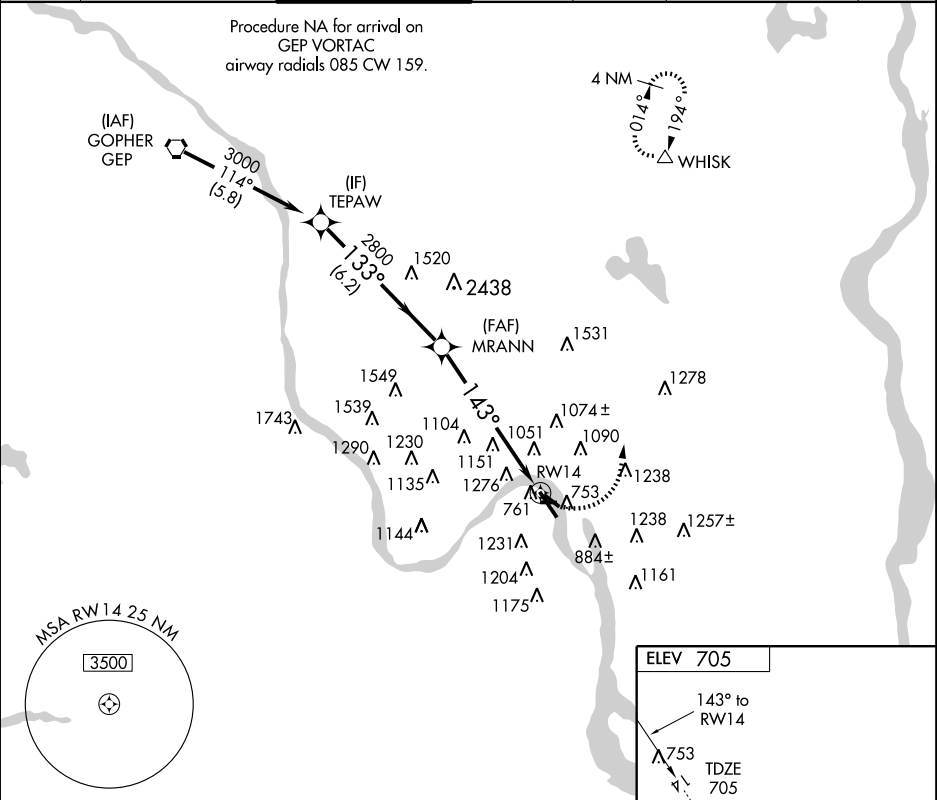 Procedure NA for arrival on
GEP VORTAC
airway radials 085 CW 159.
4 NM
014°
194°
WHISK
(IAF)
GOPHER
GEP
3000
114°
(5.8)
(IF)
TEPAW
2800
133°
(6.2)
1520
2438
(FAF)
MRANN
1531
1278
1549
143°
1539
1743
1104
1074±
1051
1090
1290
1230
1151
1135
1276
RW14
1238
761
753
1144
1231
884±
1238
1257±
1204
1161
1175
MSA RW14 25 NM
3500
ELEV 705
143° to
RW14
753
TDZE
705